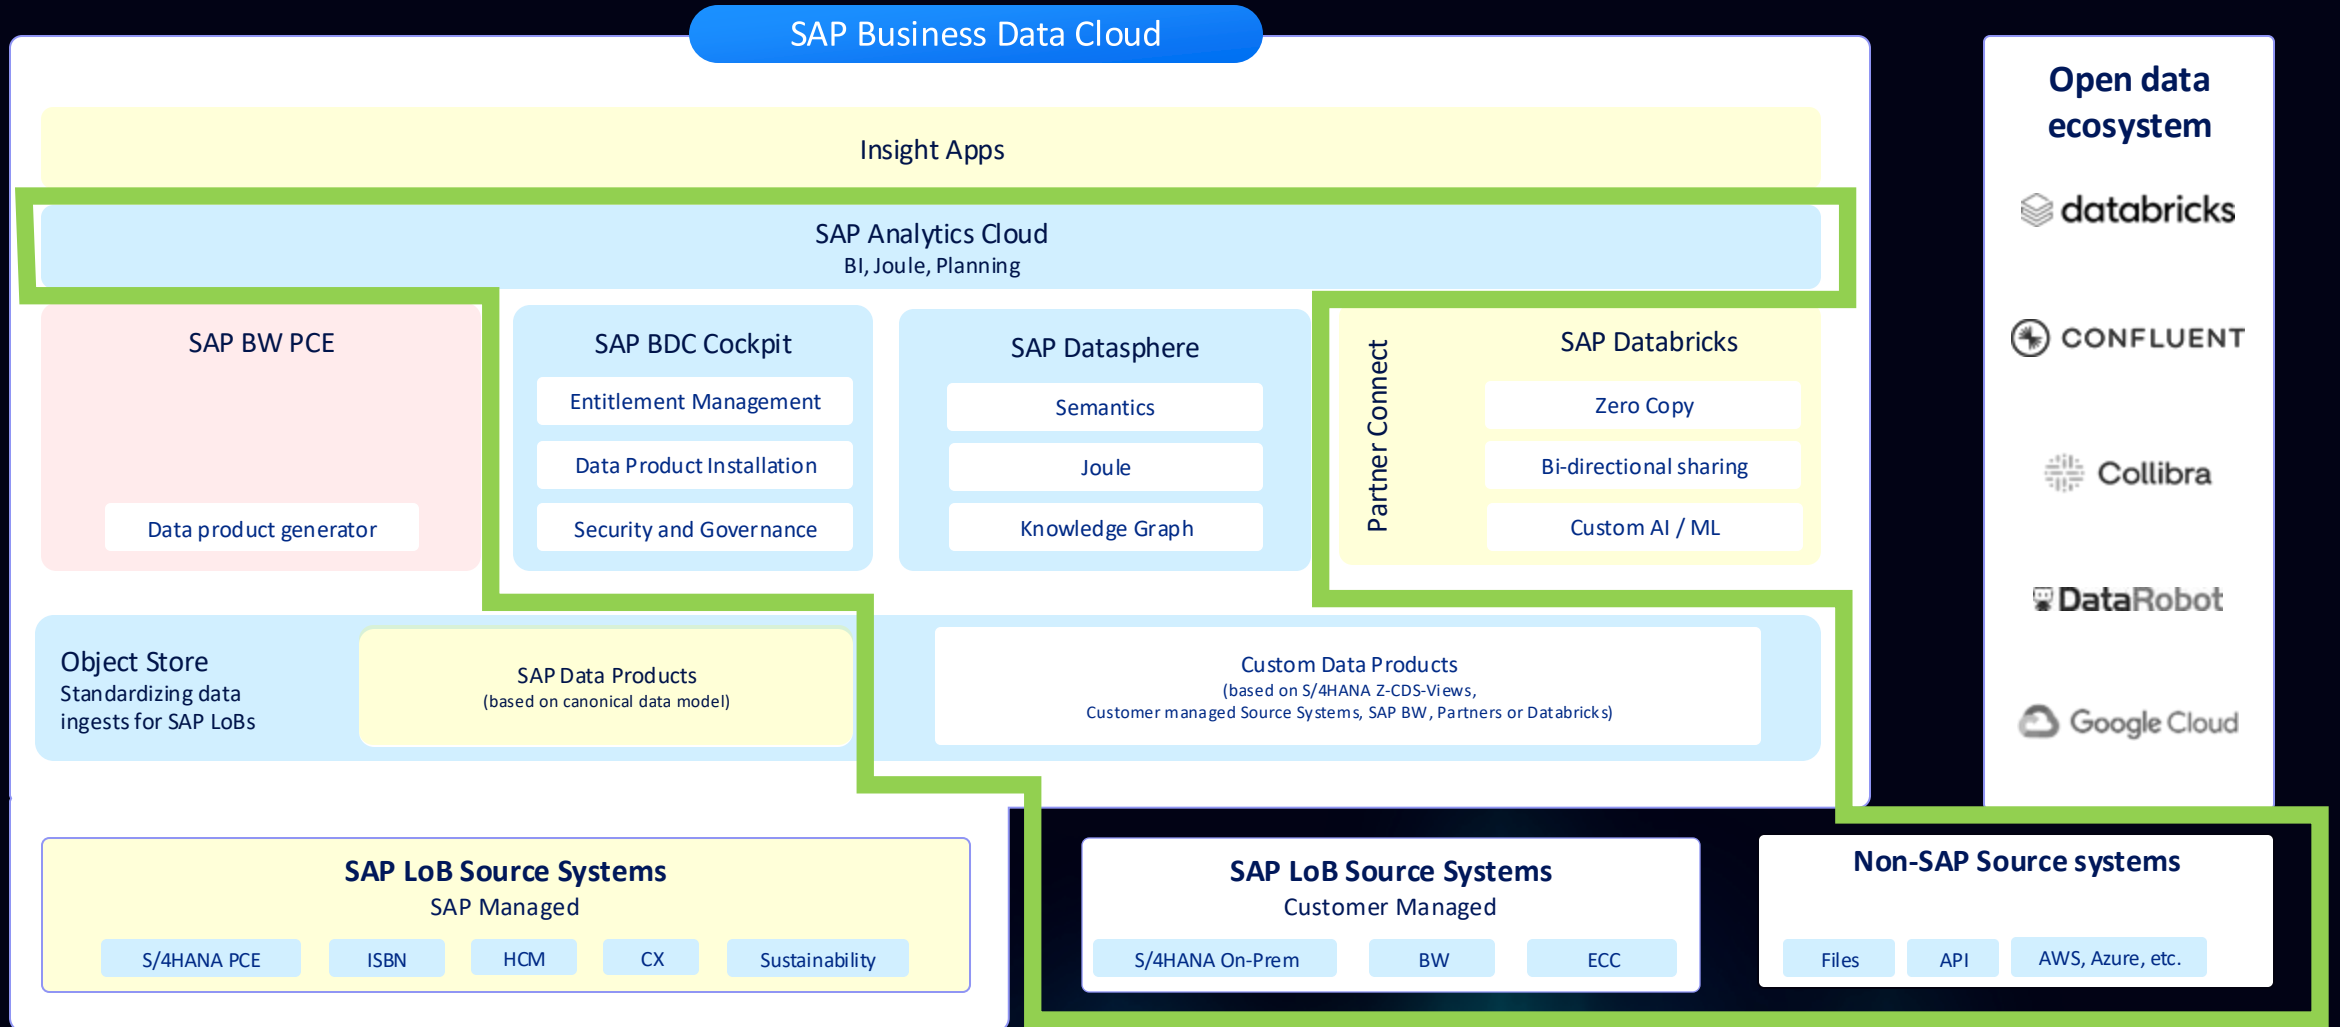 SAP Business Data Cloud
Insight Apps
SAP Analytics Cloud
BI, Joule, Planning
SAP BW PCE
Data product generator
SAP BDC Cockpit
Entitlement Management
Data Product Installation
Security and Governance
SAP Datasphere
Semantics
Joule
Knowledge Graph
Partner Connect
SAP Databricks
Zero Copy
Bi-directional sharing
Custom AI / ML
Object Store
Standardizing data
ingests for SAP LoBs
SAP Data Products
(based on canonical data model)
Custom Data Products
(based on S/4HANA Z-CDS-Views,
Customer managed Source Systems, SAP BW, Partners or Databricks)
SAP LoB Source Systems
SAP Managed
S/4HANA PCE
ISBN
HCM
CX
Sustainability
SAP LoB Source Systems
Customer Managed
S/4HANA On-Prem
BW
ECC
Non-SAP Source systems
Files
API
AWS, Azure, etc.
Open data
ecosystem
databricks
CONFLUENT
Collibra
DataRobot
Google Cloud